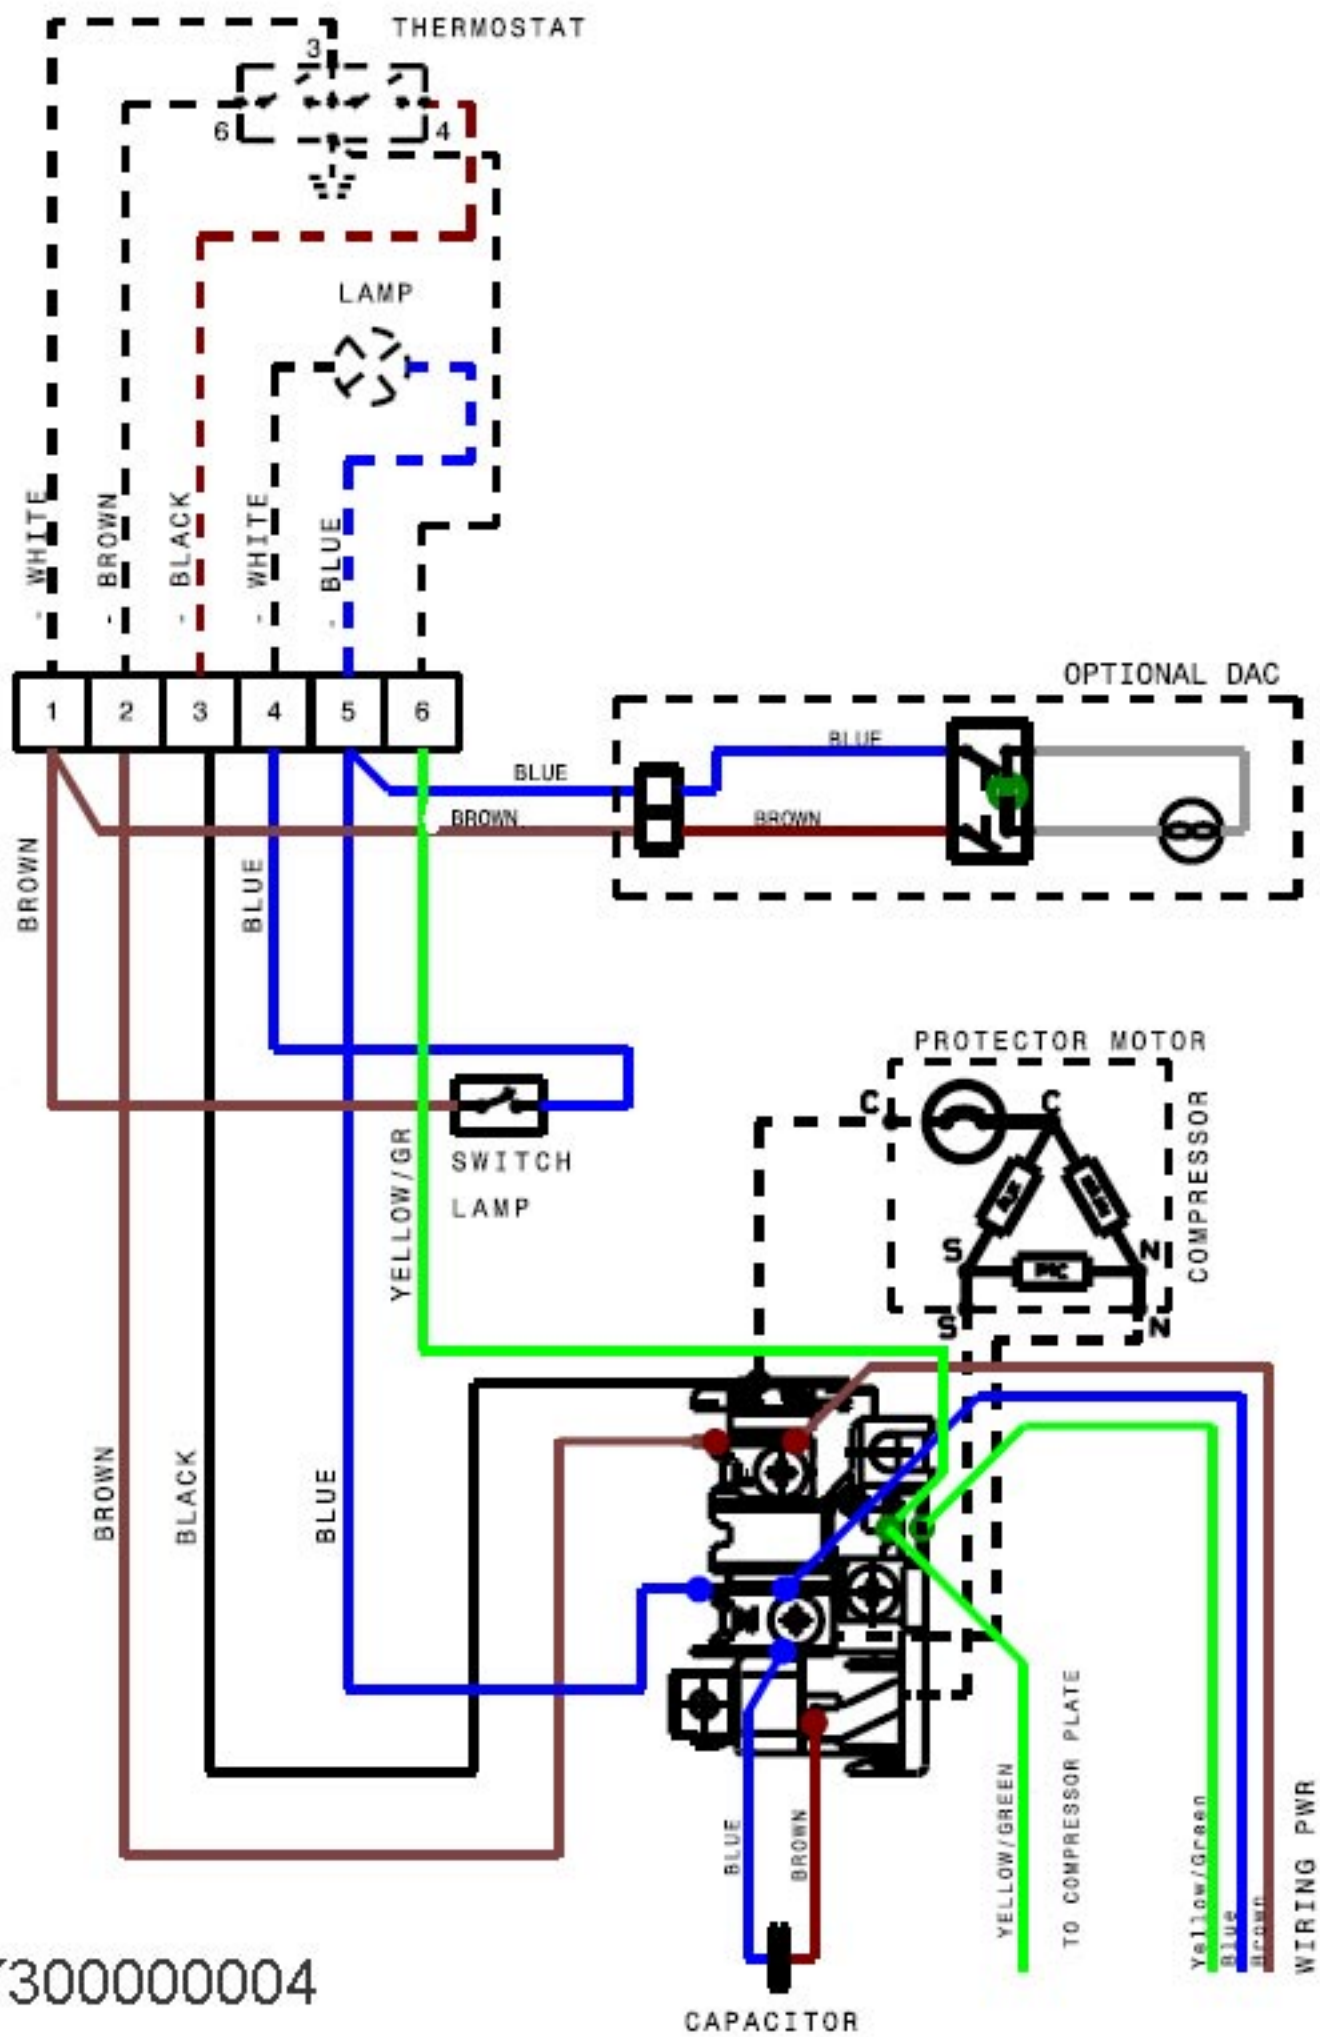 THERMOSTAT
3
6
4
LAMP
- WHITE
- BROWN
- BLACK
- WHITE
- BLUE
1
2
3
4
5
6
OPTIONAL DAC
BLUE
BLUE
BROWN
BROWN
BROWN
BLUE
PROTECTOR MOTOR
C
C
COMPRESSOR
SWITCH
LAMP
YELLOW/GR
S
N
PTC
S
N
BROWN
BLACK
BLUE
BLUE
BROWN
YELLOW/GREEN
TO COMPRESSOR PLATE
Yellow/Green
Blue
Brown
WIRING PWR
300000004
CAPACITOR